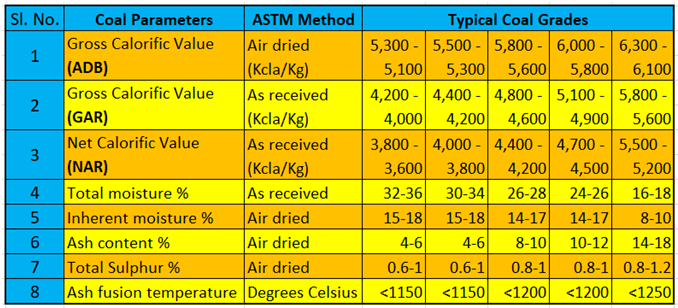 Sl. No. Coal Parameters ASTM Method Typical Coal Grades
1 Gross Calorific Value (ADB) Air dried (Kcla/Kg) 5,300 - 5,100 5,500 - 5,300 5,800 - 5,600 6,000 - 5,800 6,300 - 6,100
2 Gross Calorific Value (GAR) As received (Kcla/Kg) 4,200 - 4,000 4,400 - 4,200 4,800 - 4,600 5,100 - 4,900 5,800 - 5,600
3 Net Calorific Value (NAR) As received (Kcla/Kg) 3,800 - 3,600 4,000 - 3,800 4,400 - 4,200 4,700 - 4,500 5,500 - 5,200
4 Total moisture % As received 32-36 30-34 26-28 24-26 16-18
5 Inherent moisture % Air dried 15-18 15-18 14-17 14-17 8-10
6 Ash content % Air dried 4-6 4-6 8-10 10-12 14-18
7 Total Sulphur % Air dried 0.6-1 0.6-1 0.8-1 0.8-1 0.8-1.2
8 Ash fusion temperature Degrees Celsius <1150 <1150 <1200 <1200 <1250